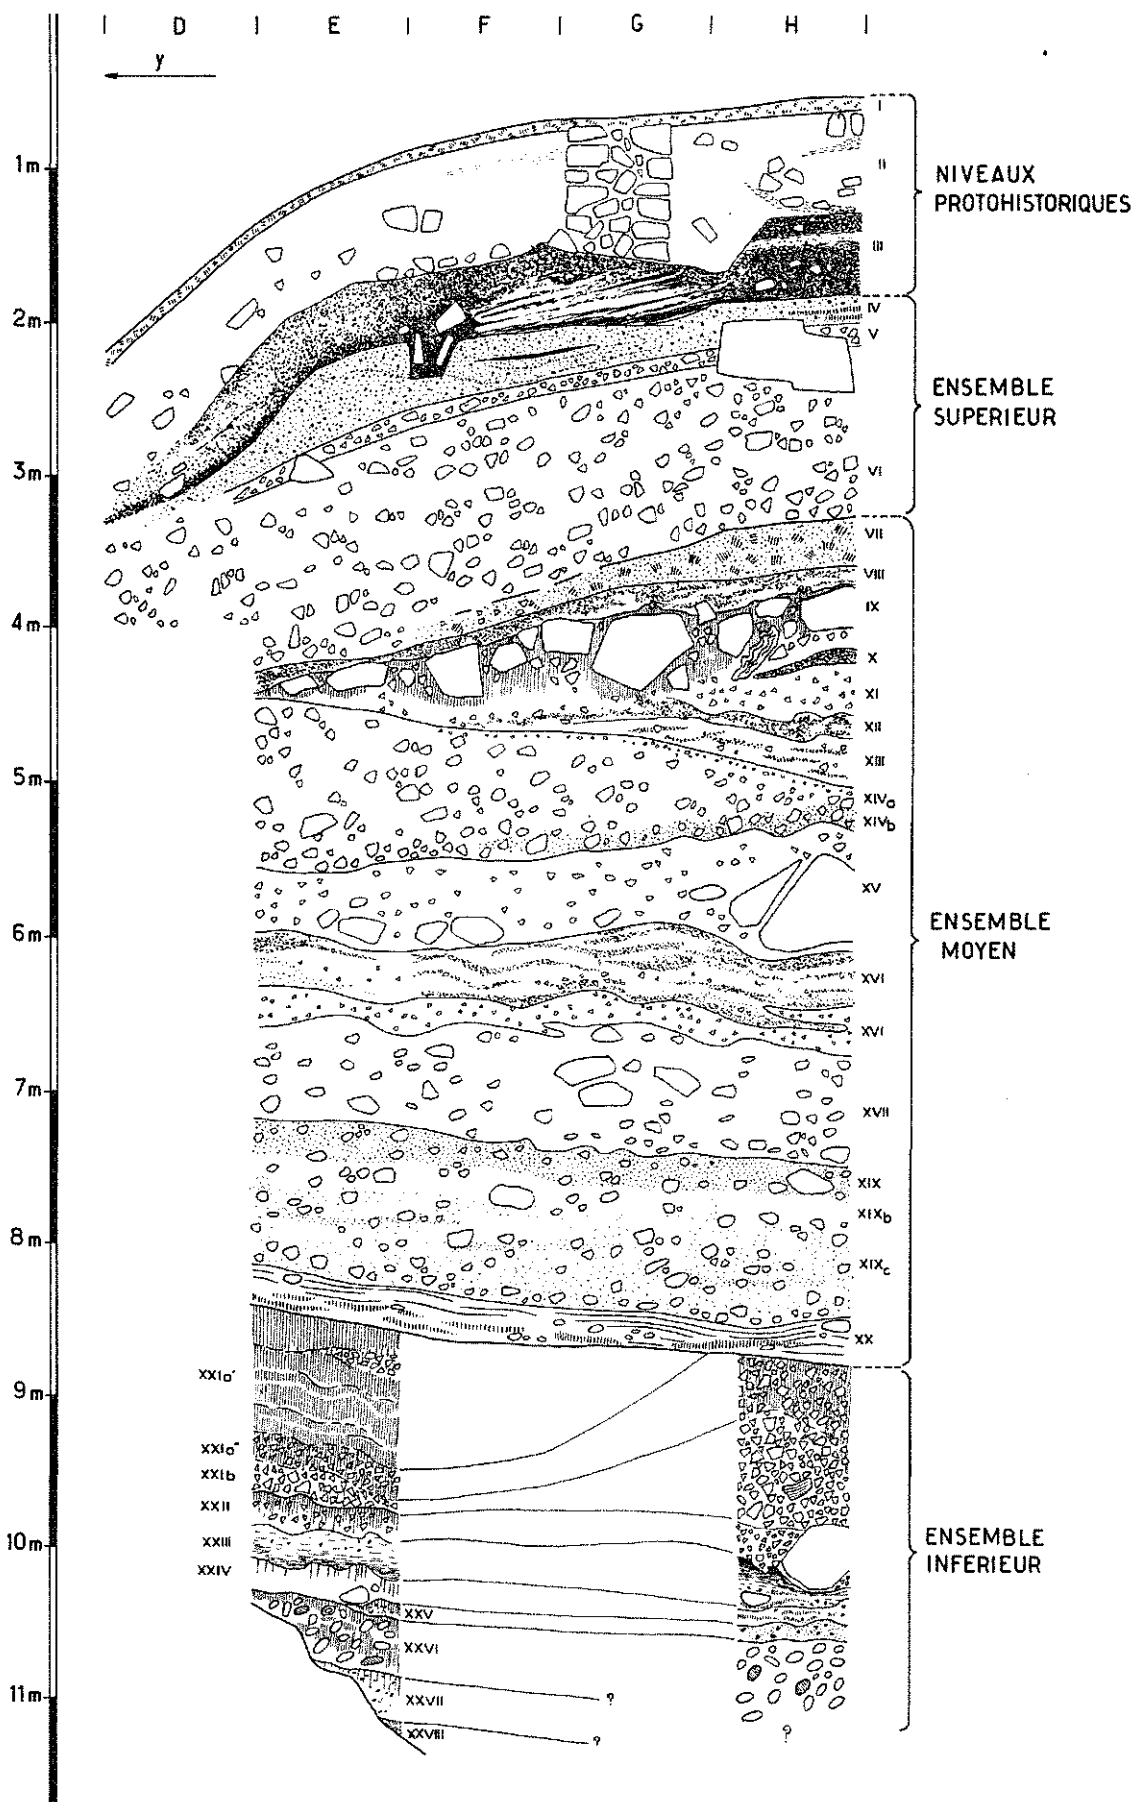 D E F G H
y
I
1m
II
NIVEAUX
PROTOHISTORIQUES
III
2m
IV
V
ENSEMBLE
SUPERIEUR
3m
VI
VII
VIII
4m
IX
X
XI
XII
XIII
5m
XIVa
XIVb
XV
6m
ENSEMBLE
MOYEN
XVI
XVI
7m
XVII
XIX
XIXb
8m
XIXc
XX
XXIa'
9m
XXIa"
XXIb
XXII
10m
XXIII
ENSEMBLE
INFERIEUR
XXIV
XXV
XXVI
11m
XXVII
?
XXVIII
?
?